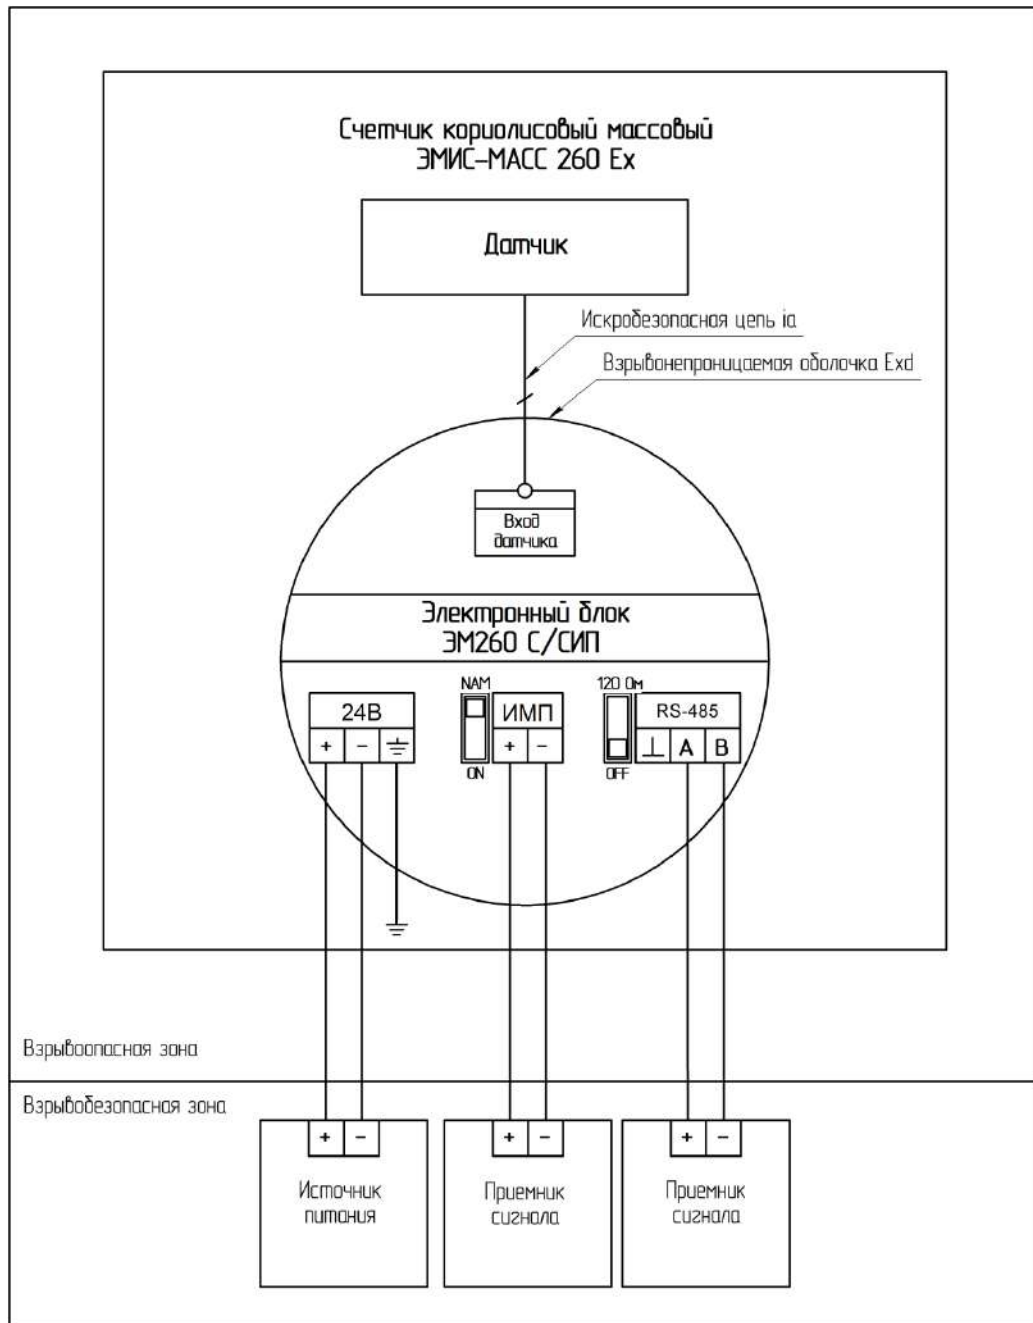 Счетчик кориолисовый массовый
ЭМИС-МАСС 260 Ex
Датчик
Искробезопасная цепь ia
Взрывонепроницаемая оболочка Exd
Вход
датчика
Электронный блок
ЭМ260 С/СИП
NAM
120 Ом
24В
ИМП
RS-485
+ −
+ −
⊥ A B
ON
OFF
Взрывоопасная зона
Взрывобезопасная зона
+ −
+ −
+ −
Источник
питания
Приемник
сигнала
Приемник
сигнала